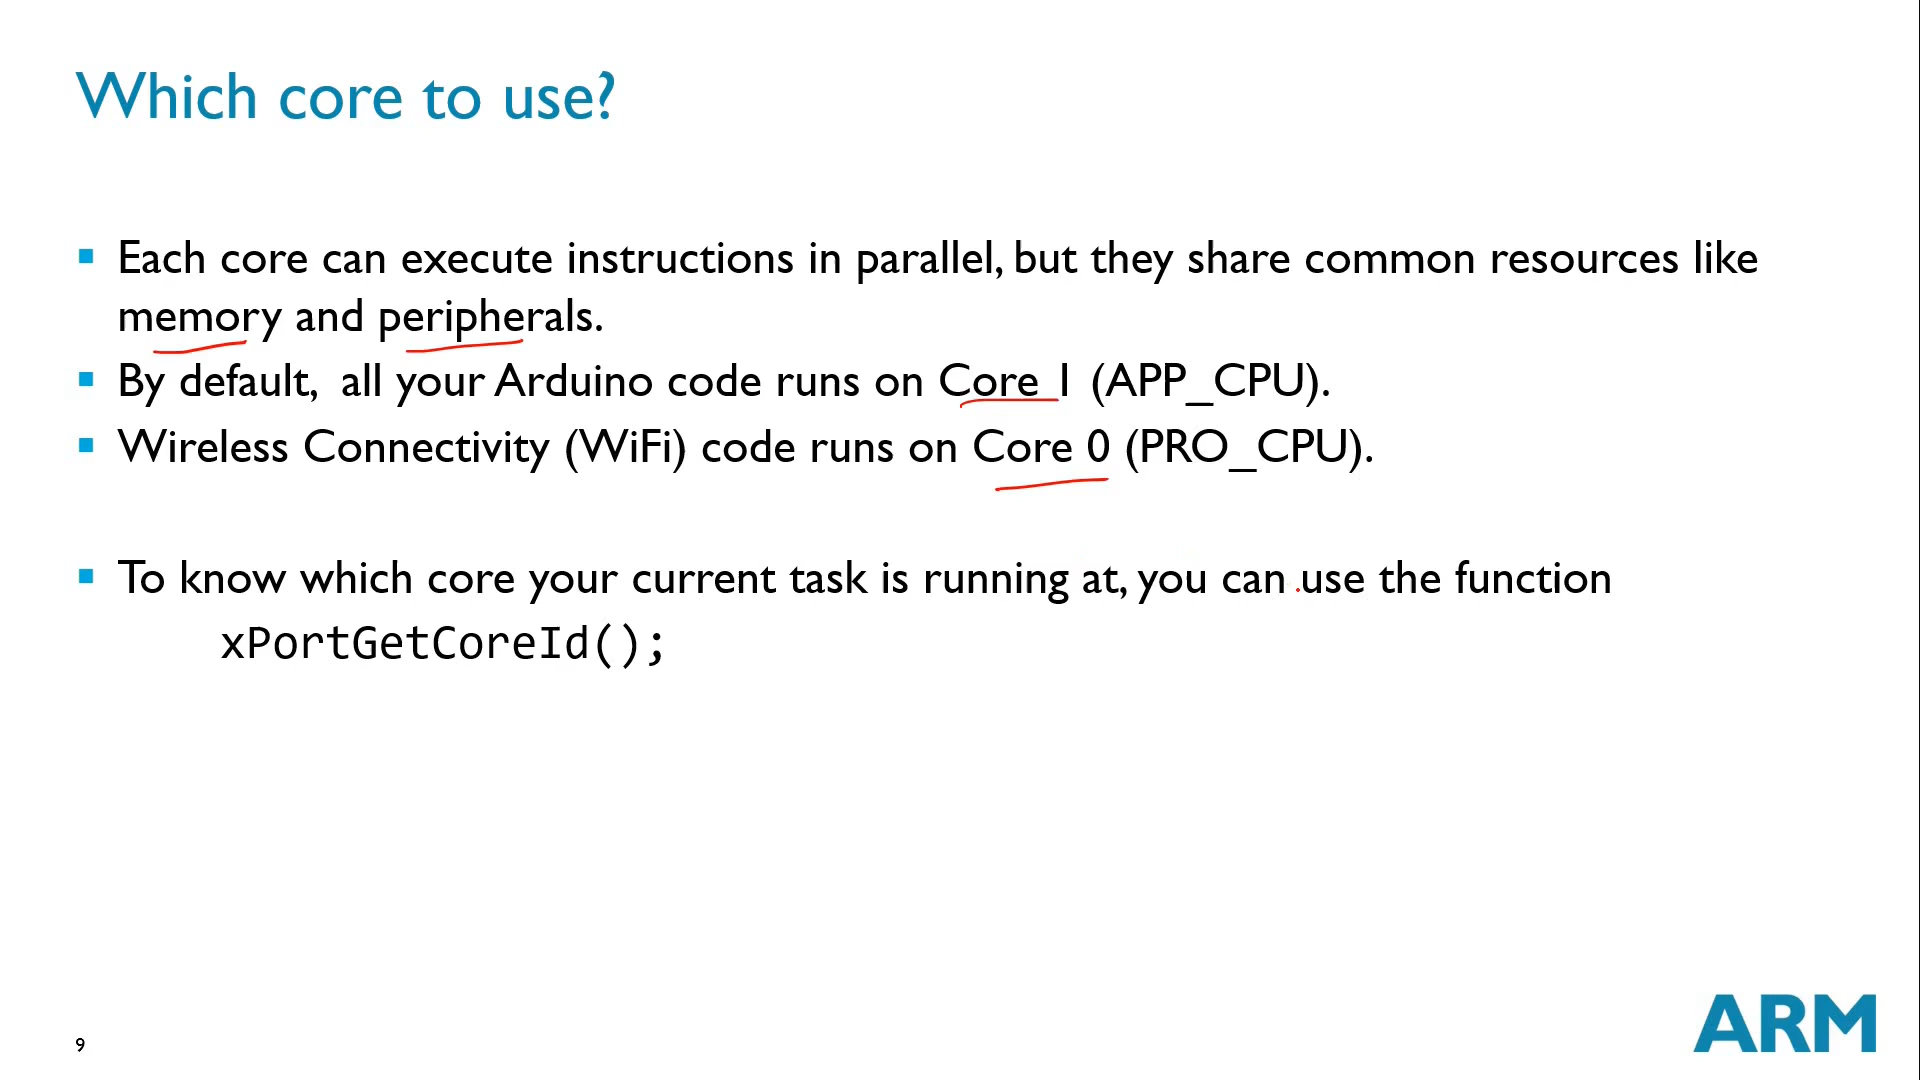 Which core to use?
Each core can execute instructions in parallel, but they share common resources like
memory and peripherals.
By default,  all your Arduino code runs on Core 1 (APP_CPU).
Wireless Connectivity (WiFi) code runs on Core 0 (PRO_CPU).
To know which core your current task is running at, you can use the function
xPortGetCoreId();
9
ARM